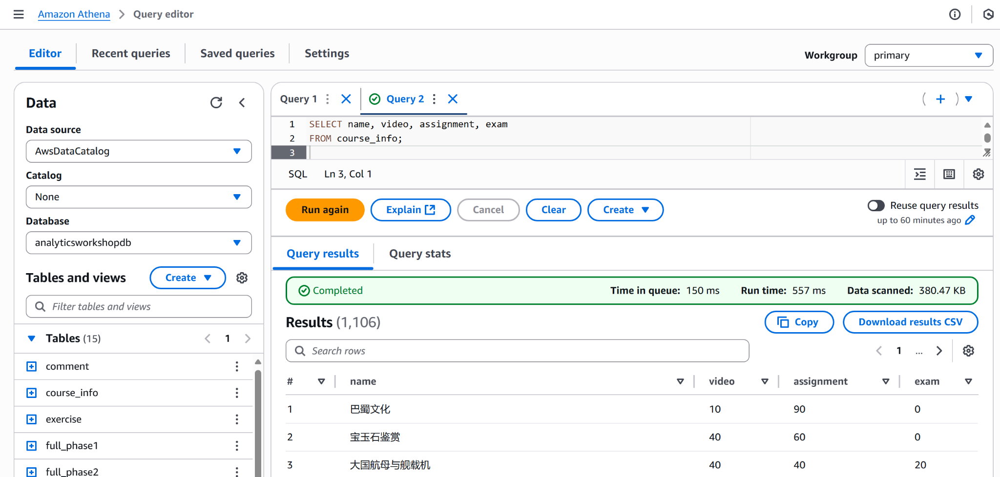 Amazon Athena > Query editor
Editor Recent queries Saved queries Settings
Workgroup primary
Data
Data source
AwsDataCatalog
Catalog
None
Database
analyticsworkshopdb
Tables and views Create
Filter tables and views
Tables (15) 1
comment
course_info
exercise
full_phase1
full_phase2
Query 1 Query 2
1 SELECT name, video, assignment, exam
2 FROM course_info;
3
SQL Ln 3, Col 1
Run again Explain Cancel Clear Create
Reuse query results
up to 60 minutes ago
Query results Query stats
Completed Time in queue: 150 ms Run time: 557 ms Data scanned: 380.47 KB
Results (1,106) Copy Download results CSV
Search rows 1 ...
# name video assignment exam
1 巴蜀文化 10 90 0
2 宝玉石鉴赏 40 60 0
3 大国航母与舰载机 40 40 20